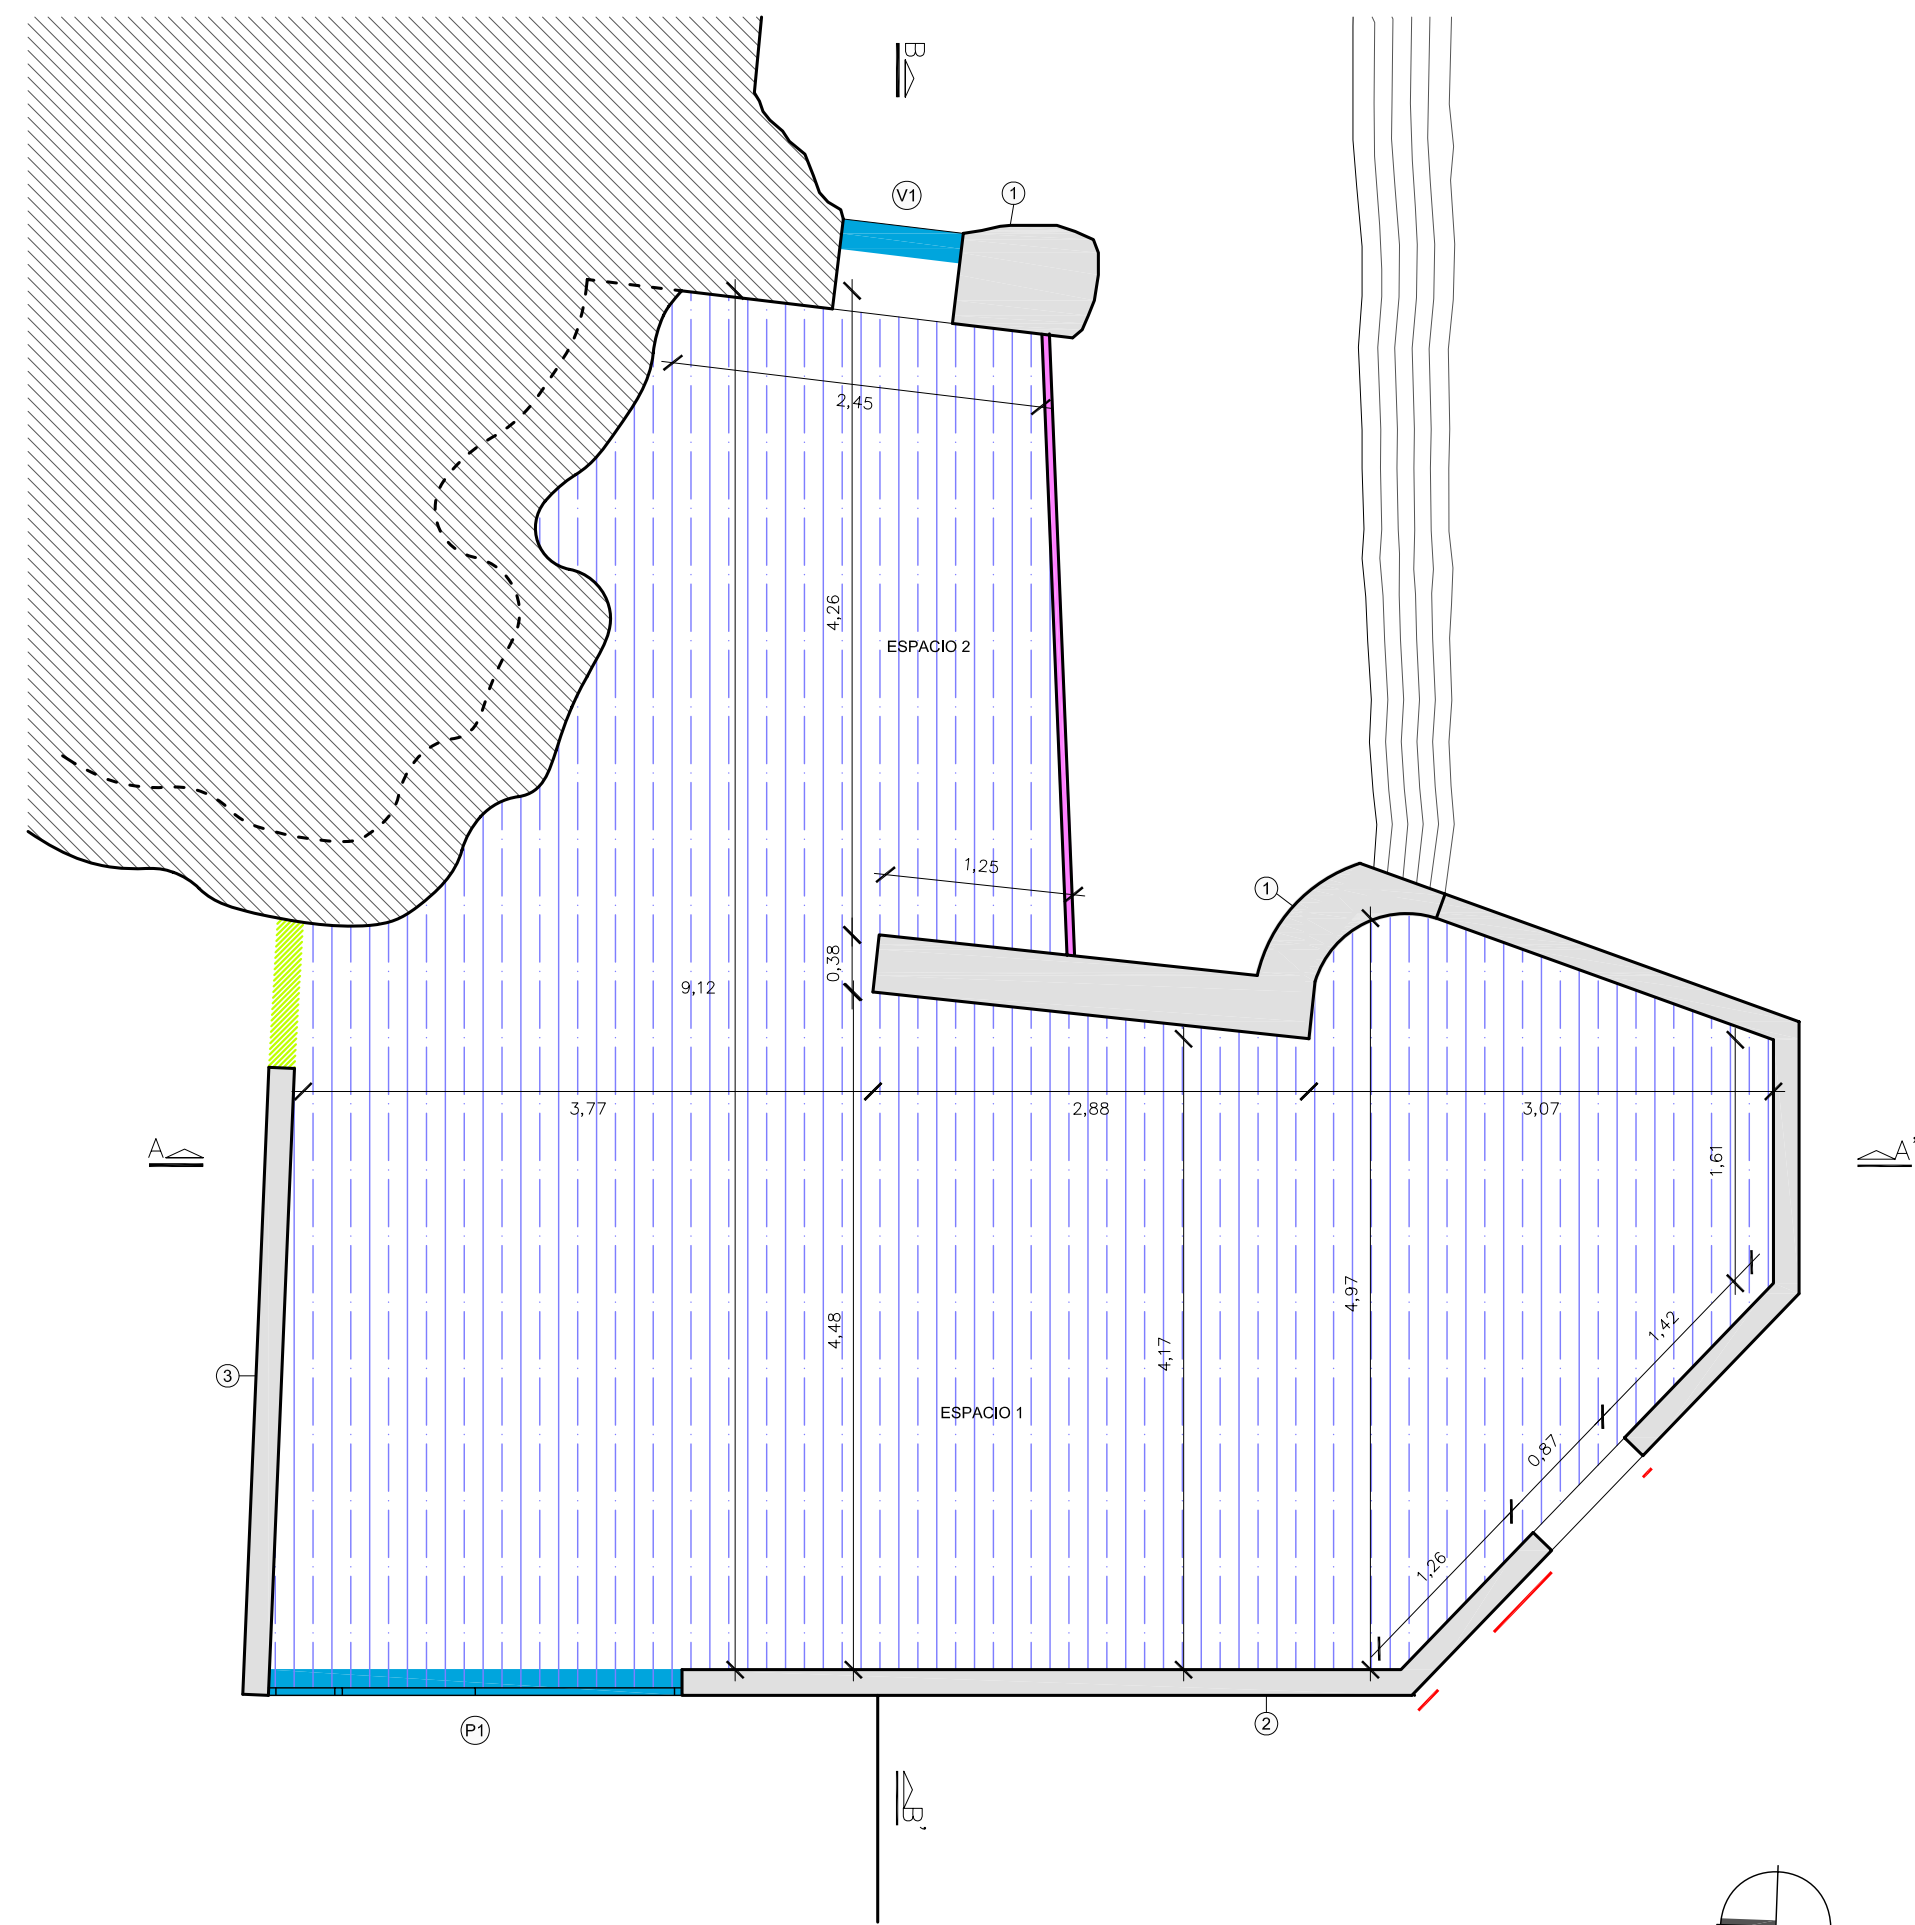 B
V1
1
2,45
4,26
ESPACIO 2
1,25
1
0,38
9,12
3,77
2,88
3,07
A
A'
1,61
4,97
4,48
4,17
1,42
3
ESPACIO 1
0,87
1,26
P1
2
B'